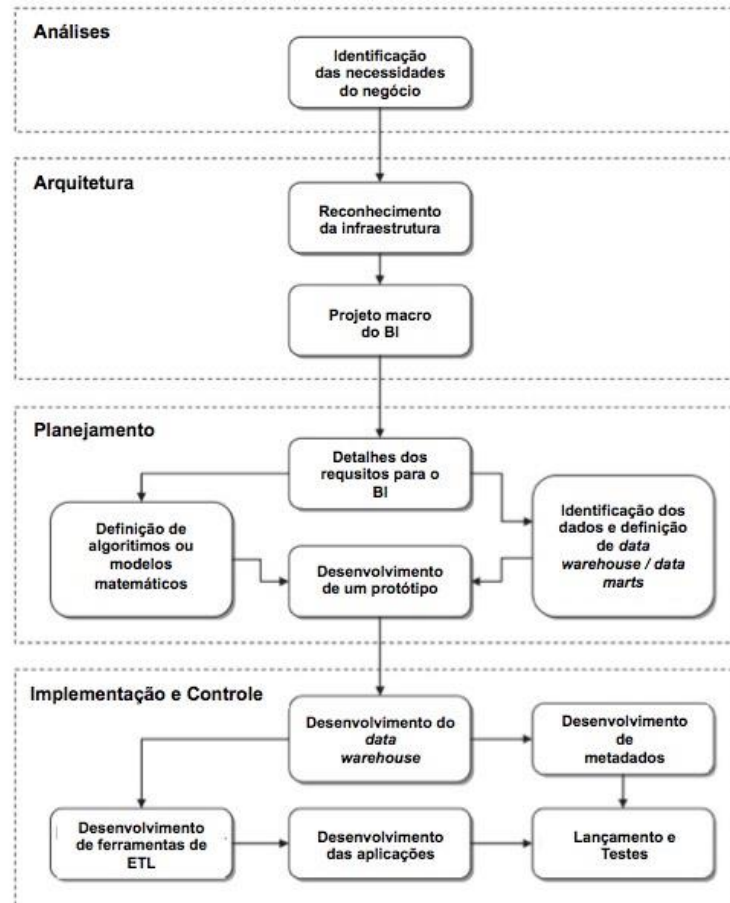 Análises
Identificação
das necessidades
do negócio
Arquitetura
Reconhecimento
da infraestrutura
Projeto macro
do BI
Planejamento
Detalhes dos
requsitos para o
BI
Definição de
algoritimos ou
modelos
matemáticos
Desenvolvimento
de um protótipo
Identificação dos
dados e definição
de data
warehouse / data
marts
Implementação e Controle
Desenvolvimento do
data
warehouse
Desenvolvimento
de
metadados
Desenvolvimento
de ferramentas de
ETL
Desenvolvimento
das aplicações
Lançamento e
Testes